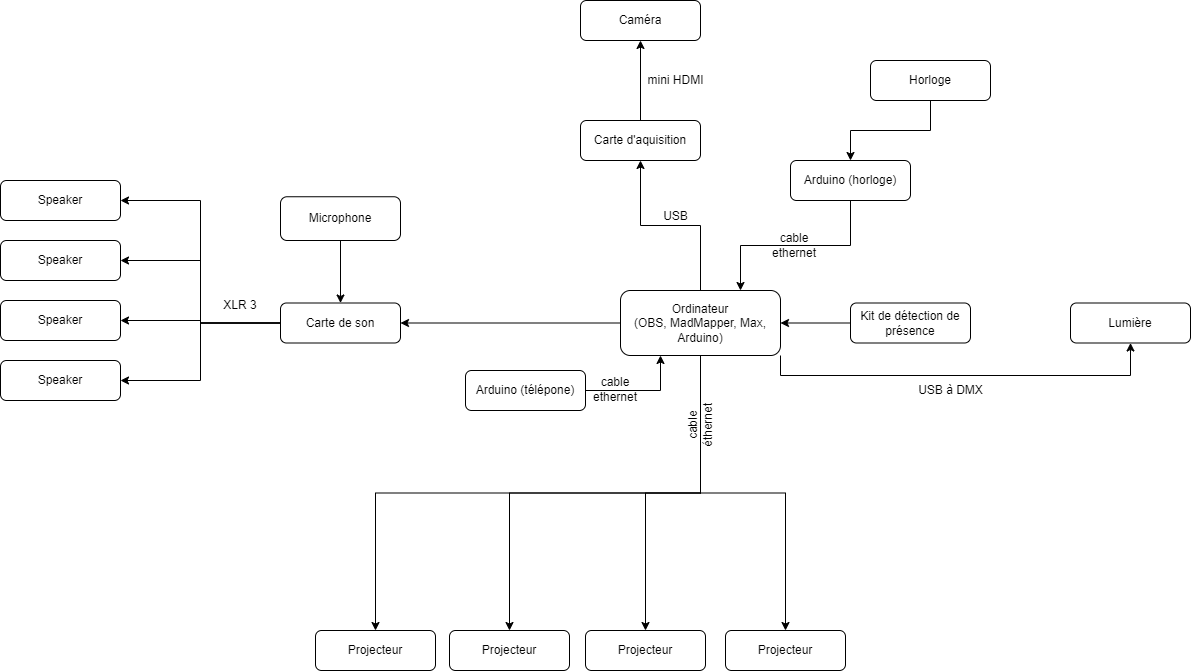 Caméra
mini HDMI
Horloge
Carte d'aquisition
Arduino (horloge)
Speaker
Microphone
USB
cable
ethernet
Speaker
XLR 3
Speaker
Carte de son
Ordinateur
(OBS, MadMapper, Max,
Arduino)
Kit de détection de
présence
Lumière
Speaker
Arduino (télépone)
cable
ethernet
USB à DMX
cable
éthernet
Projecteur
Projecteur
Projecteur
Projecteur